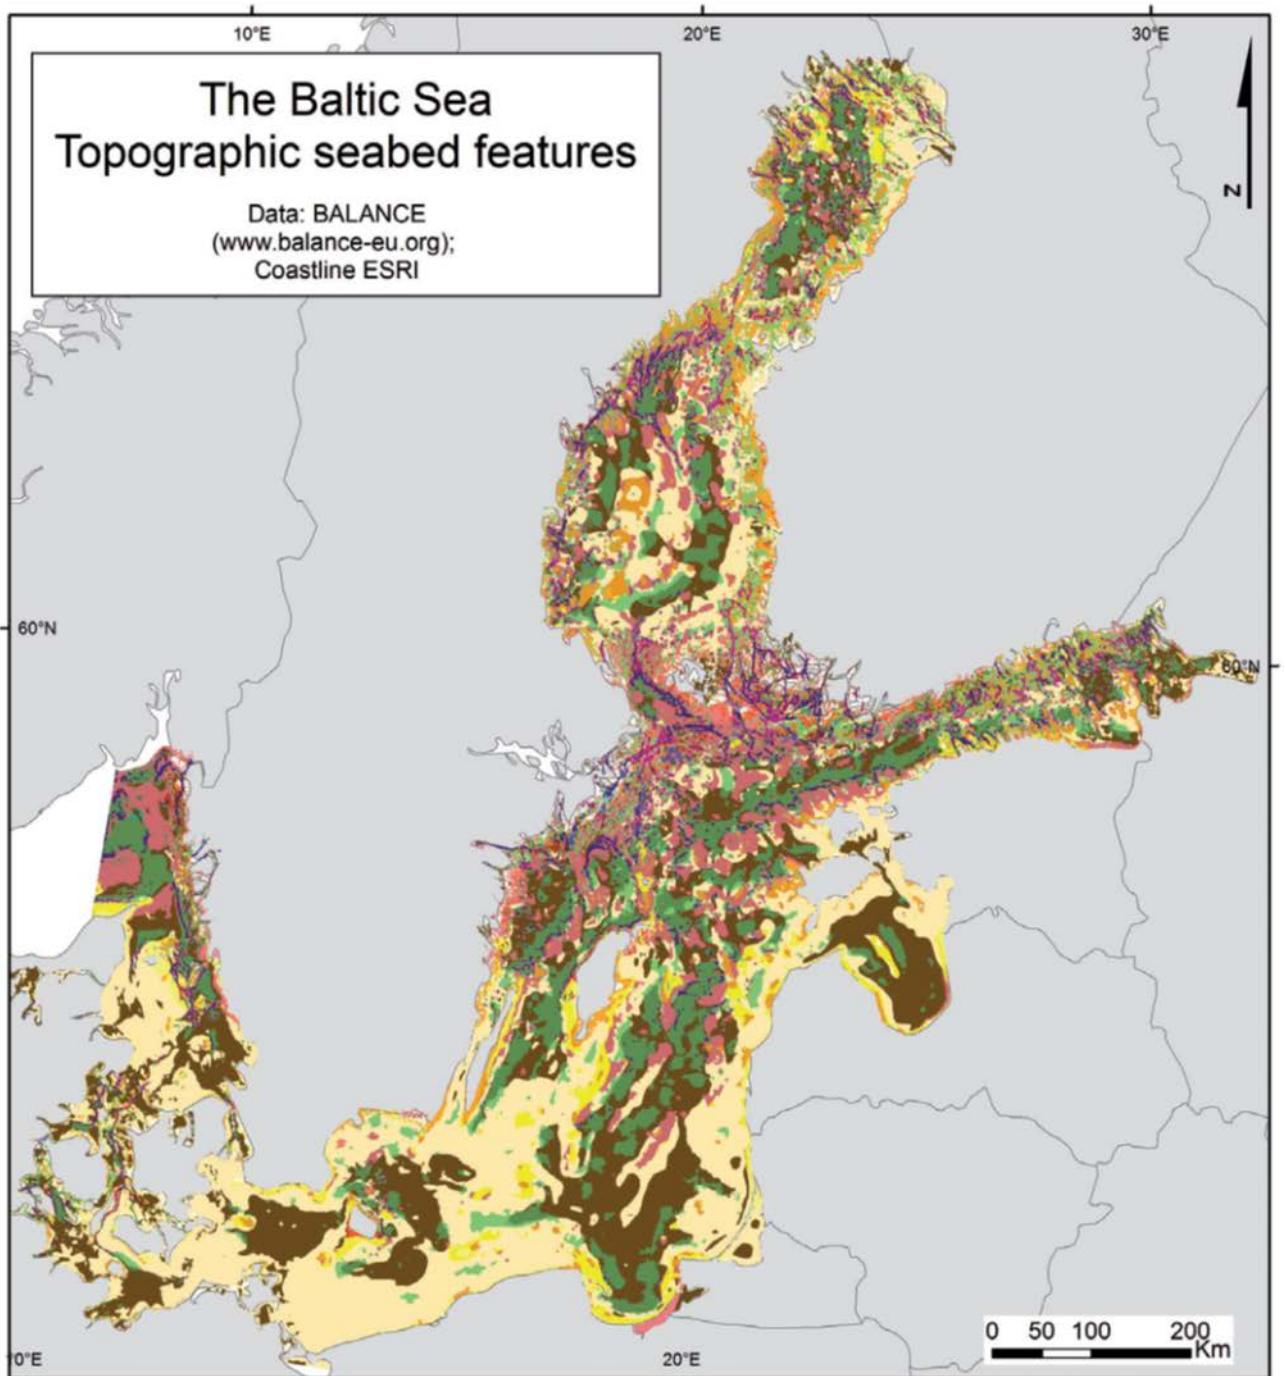 10°E
20°E
30°E
The Baltic Sea
Topographic seabed features
Data: BALANCE
(www.balance-eu.org);
Coastline ESRI
N
60°N
60°N
0 50 100 200
Km
10°E
20°E